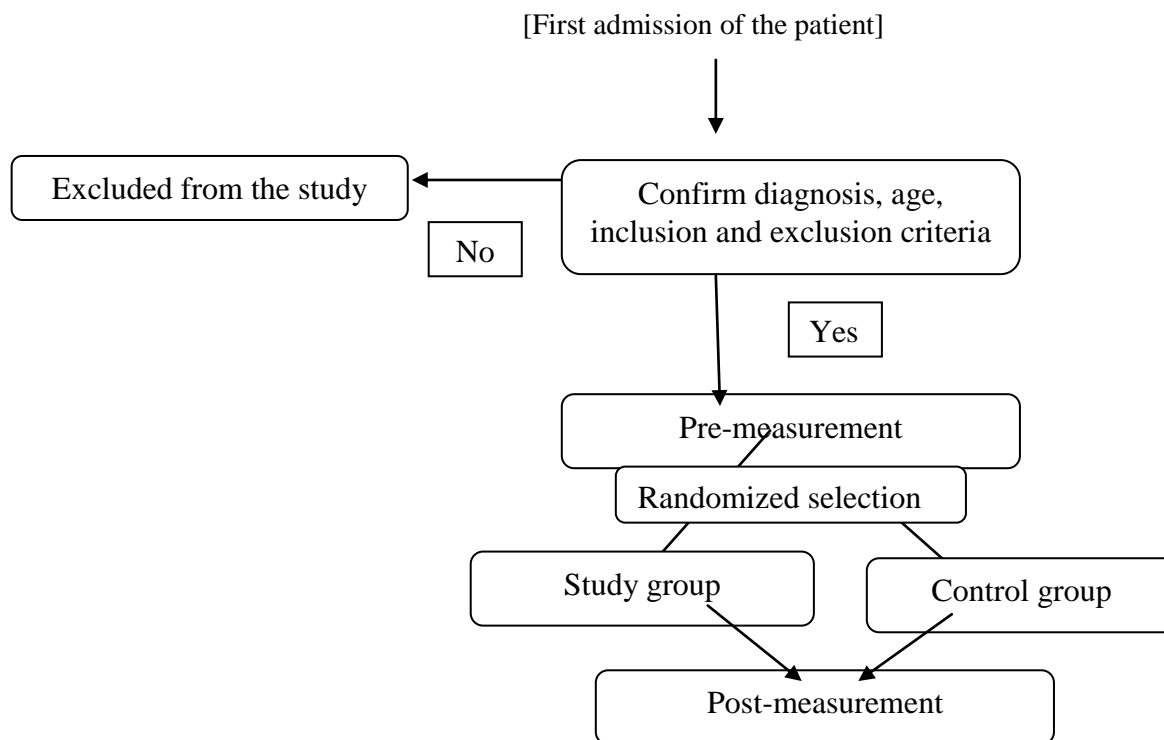 [First admission of the patient]
Excluded from the study
Confirm diagnosis, age,
inclusion and exclusion criteria
No
Yes
Pre-measurement
Randomized selection
Study group
Control group
Post-measurement